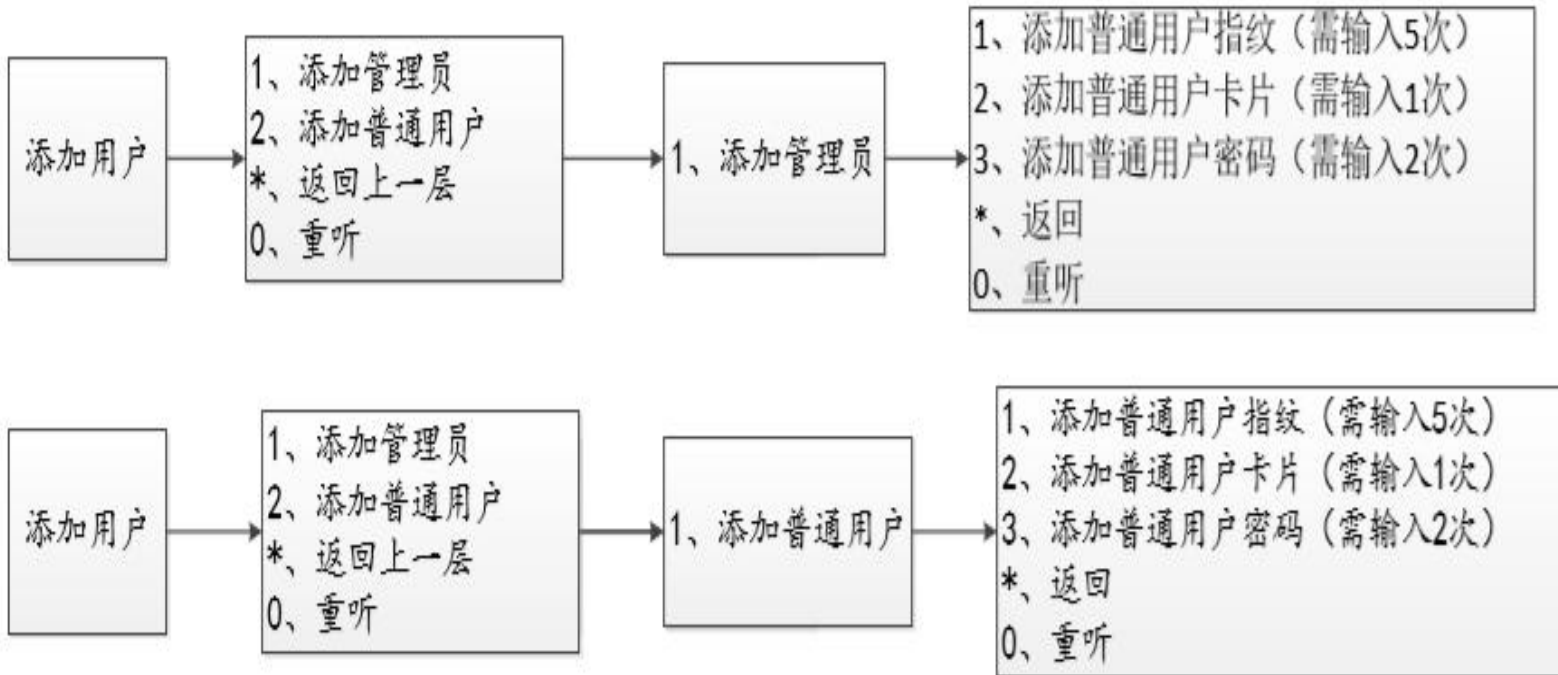 添加用户
1、添加管理员
2、添加普通用户
*、返回上一层
0、重听
1、添加管理员
1、添加普通用户指纹（需输入5次）
2、添加普通用户卡片（需输入1次）
3、添加普通用户密码（需输入2次）
*、返回
0、重听
添加用户
1、添加管理员
2、添加普通用户
*、返回上一层
0、重听
1、添加普通用户
1、添加普通用户指纹（需输入5次）
2、添加普通用户卡片（需输入1次）
3、添加普通用户密码（需输入2次）
*、返回
0、重听